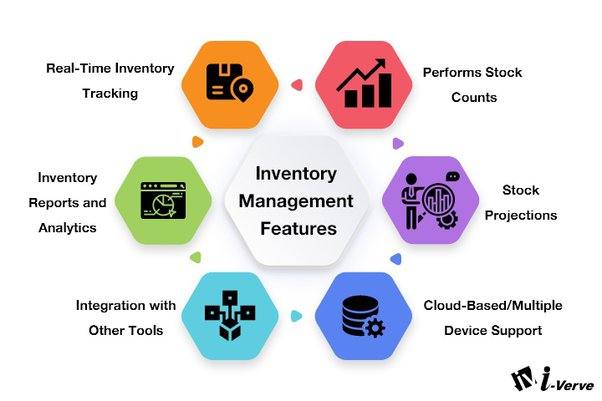 Real-Time Inventory
Tracking
Performs Stock
Counts
Inventory
Reports and
Analytics
Inventory
Management
Features
Stock
Projections
Integration with
Other Tools
Cloud-Based/Multiple
Device Support
i-Verve